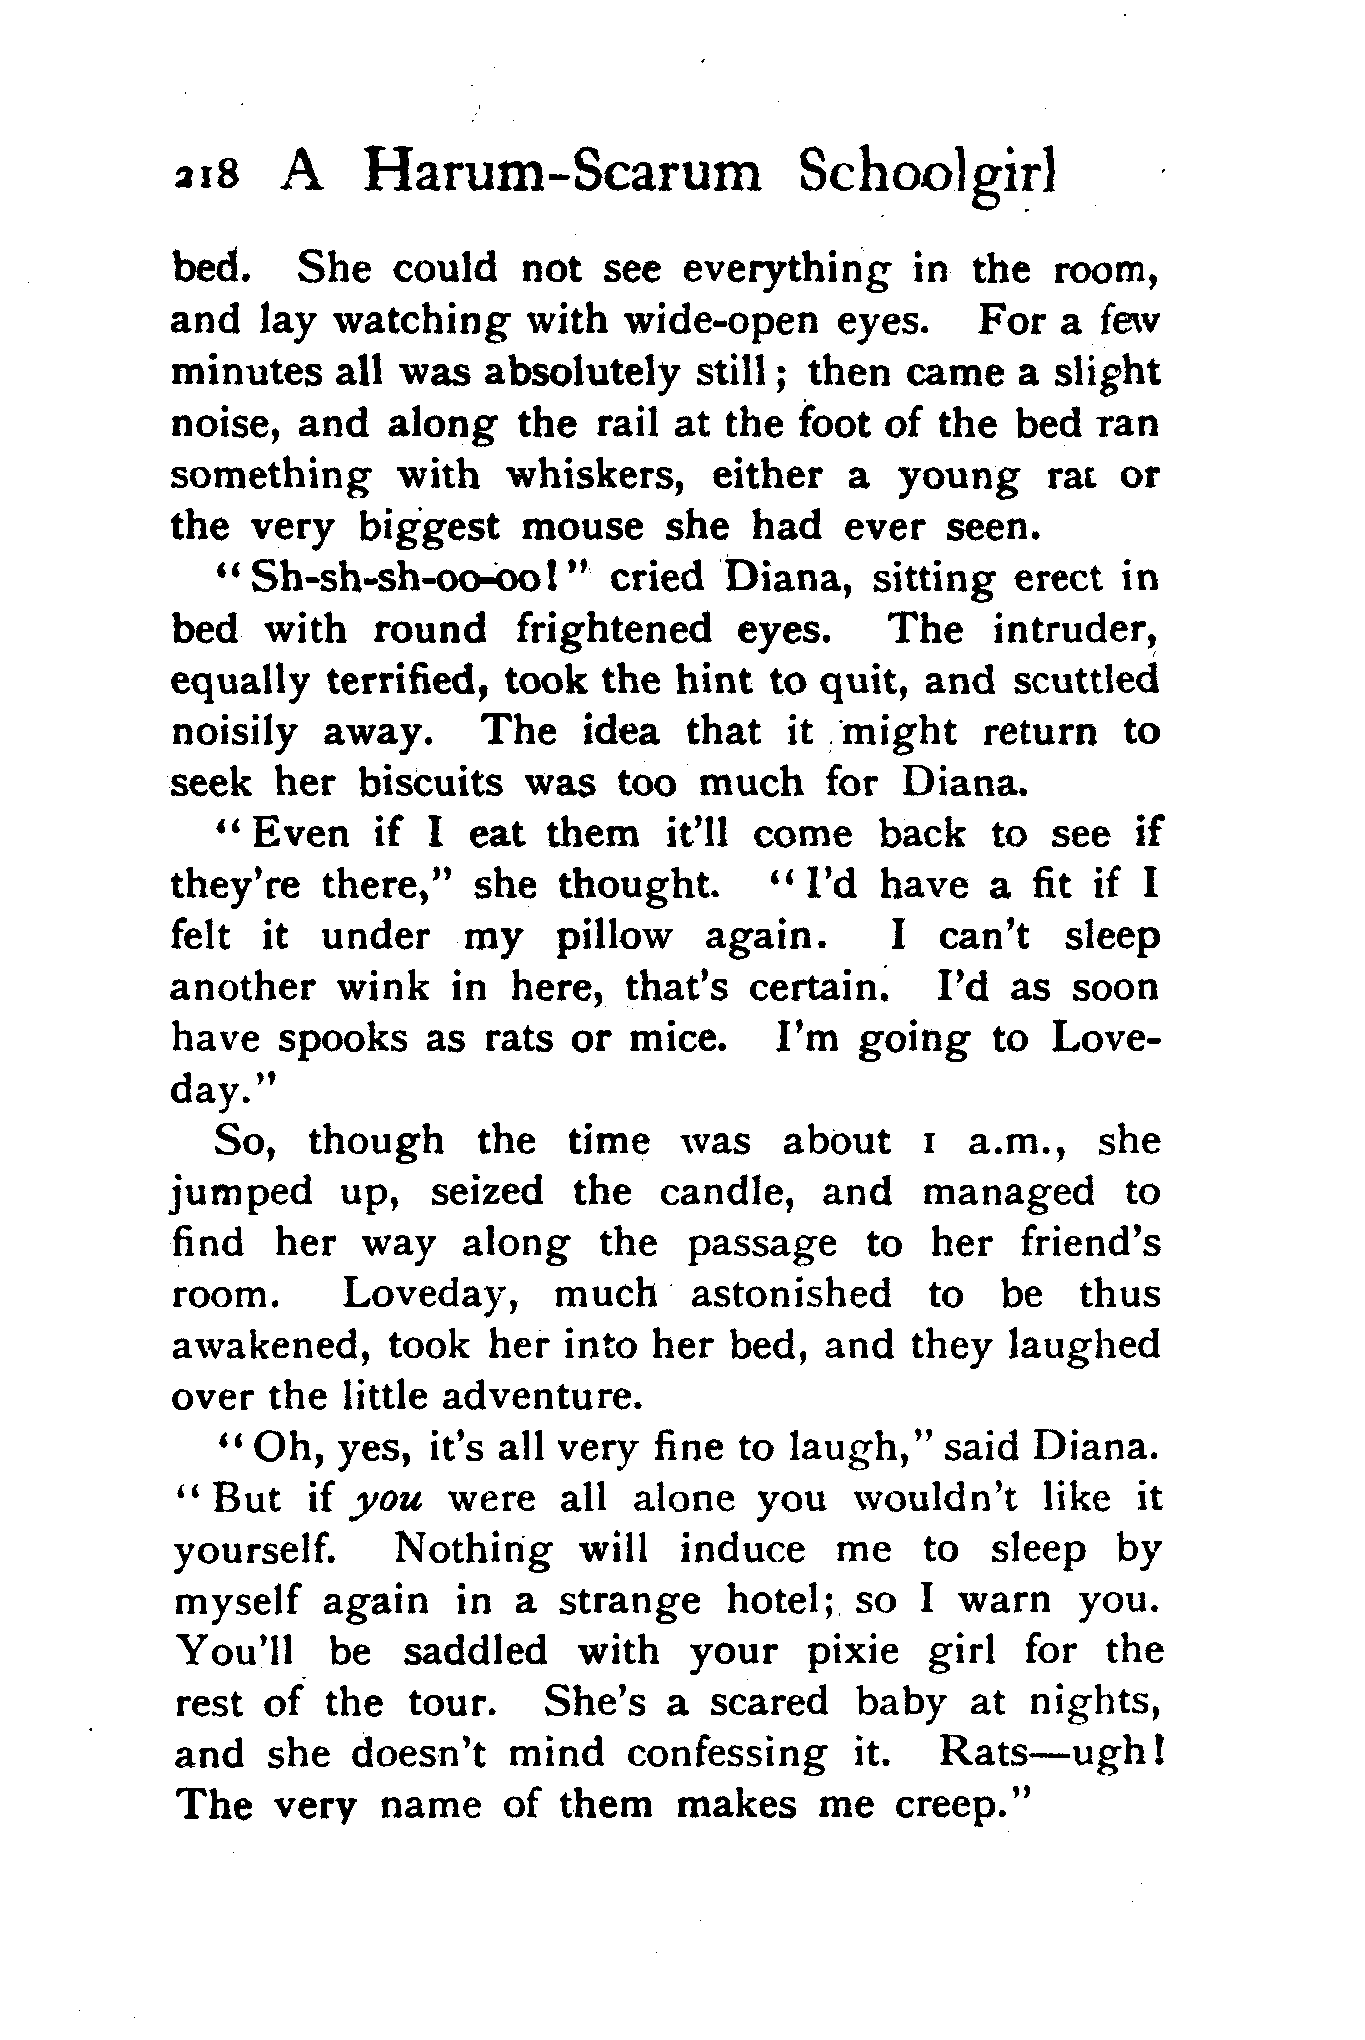 218 A Harum-Scarum Schoolgirl
bed. She could not see everything in the room,
and lay watching with wide-open eyes. For a few
minutes all was absolutely still; then came a slight
noise, and along the rail at the foot of the bed ran
something with whiskers, either a young rat or
the very biggest mouse she had ever seen.
"Sh-sh-sh-oo-oo!" cried Diana, sitting erect in
bed with round frightened eyes. The intruder,
equally terrified, took the hint to quit, and scuttled
noisily away. The idea that it might return to
seek her biscuits was too much for Diana.
"Even if I eat them it'll come back to see if
they're there," she thought. "I'd have a fit if I
felt it under my pillow again. I can't sleep
another wink in here, that's certain. I'd as soon
have spooks as rats or mice. I'm going to Love-
day."
So, though the time was about 1 a.m., she
jumped up, seized the candle, and managed to
find her way along the passage to her friend's
room. Loveday, much astonished to be thus
awakened, took her into her bed, and they laughed
over the little adventure.
"Oh, yes, it's all very fine to laugh," said Diana.
"But if you were all alone you wouldn't like it
yourself. Nothing will induce me to sleep by
myself again in a strange hotel; so I warn you.
You'll be saddled with your pixie girl for the
rest of the tour. She's a scared baby at nights,
and she doesn't mind confessing it. Rats—ugh!
The very name of them makes me creep."